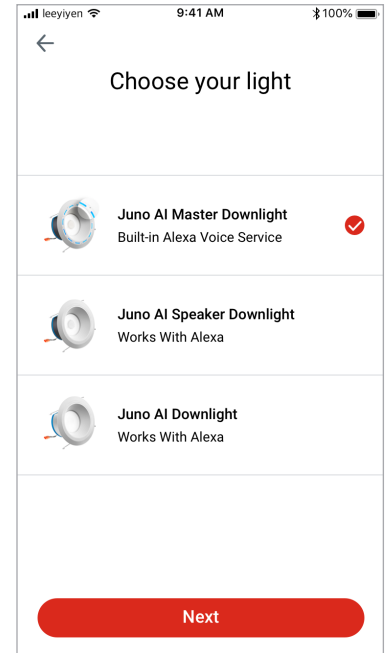 leeyiyen 9:41 AM 100%
Choose your light
Juno AI Master Downlight
Built-in Alexa Voice Service
Juno AI Speaker Downlight
Works With Alexa
Juno AI Downlight
Works With Alexa
Next